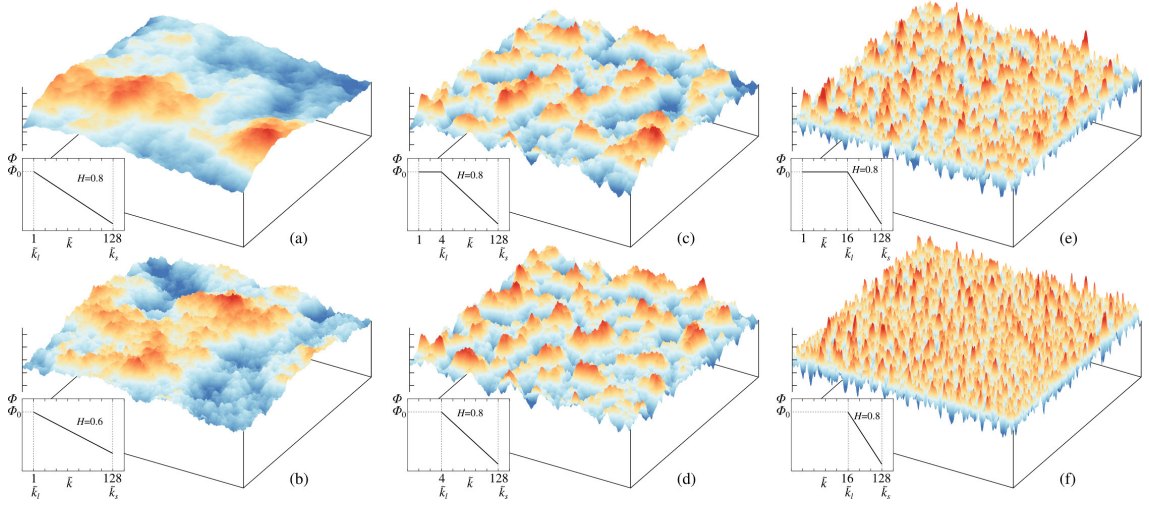 Φ
Φ₀
H=0.8
1 k̃ 128
k̃ₗ k̃ₛ
(a)
Φ
Φ₀
H=0.8
1 4 k̃ 128
k̃ₗ k̃ₛ
(c)
Φ
Φ₀
H=0.8
1 k̃ 16 128
k̃ₗ k̃ₛ
(e)
Φ
Φ₀
H=0.6
1 k̃ 128
k̃ₗ k̃ₛ
(b)
Φ
Φ₀
H=0.8
4 k̃ 128
k̃ₗ k̃ₛ
(d)
Φ
Φ₀
H=0.8
k̃ 16 128
k̃ₗ k̃ₛ
(f)